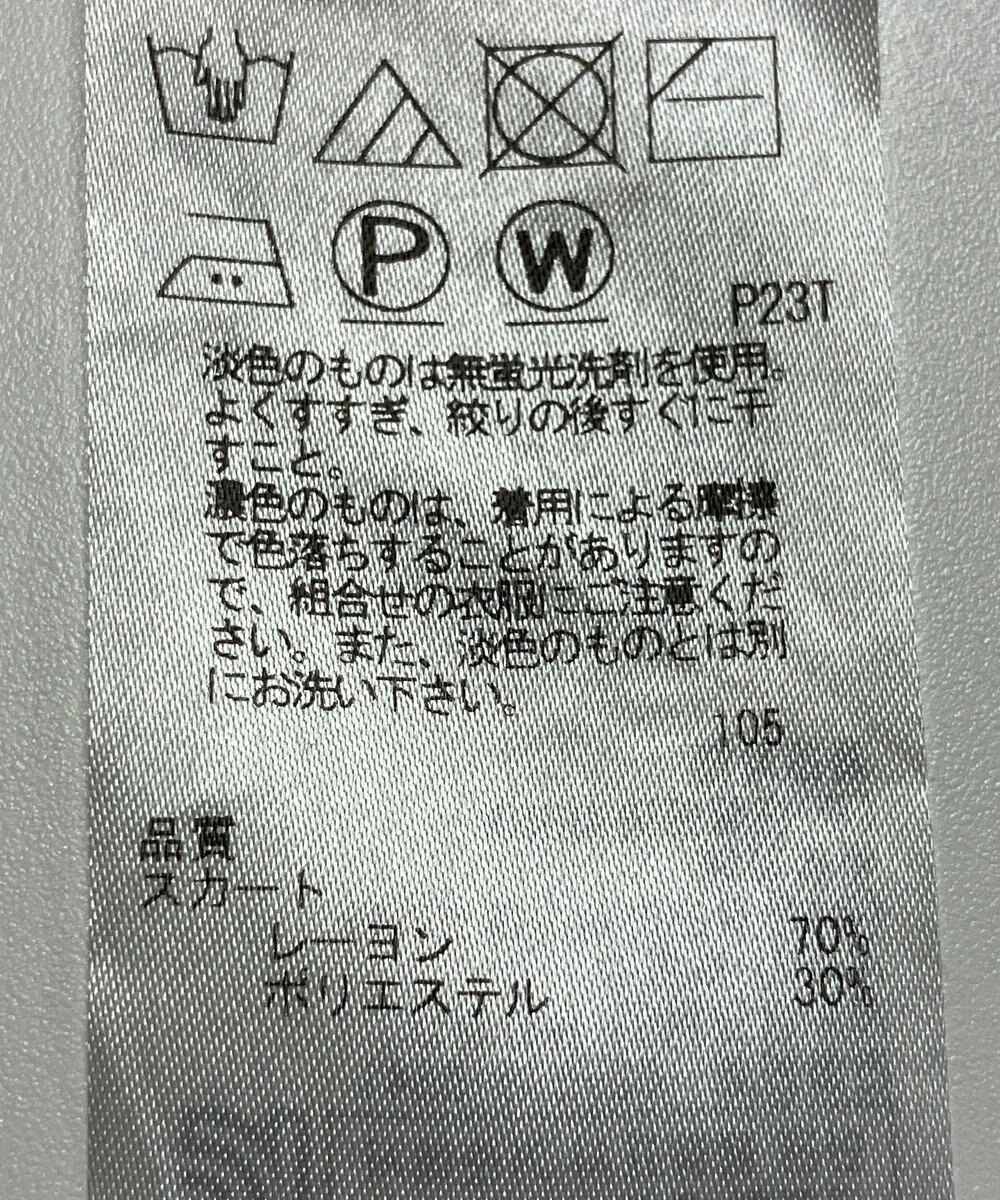 P W
P23T
淡色のものは無蛍光洗剤を使用。
よくすすぎ、絞りの後すぐに干
すこと。
濃色のものは、着用による摩擦
で色落ちすることがありますの
で、組合せの衣服にご注意くだ
さい。また、淡色のものとは別
にお洗い下さい。
105
品質
スカート
レーヨン 70%
ポリエステル 30%